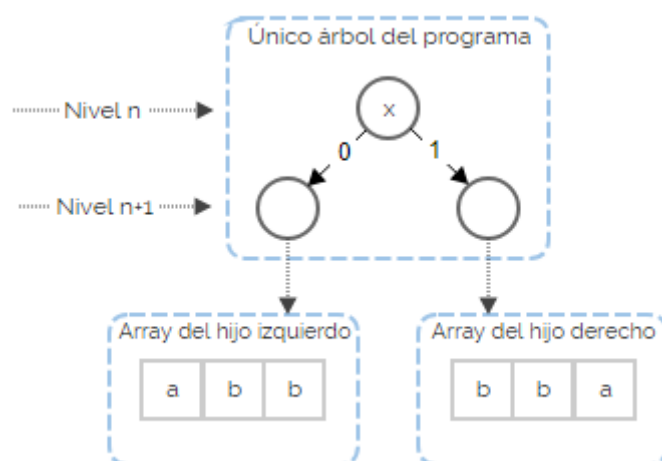 Único árbol del programa
Nivel n
x
0 1
Nivel n+1
Array del hijo izquierdo
Array del hijo derecho
a b b
b b a